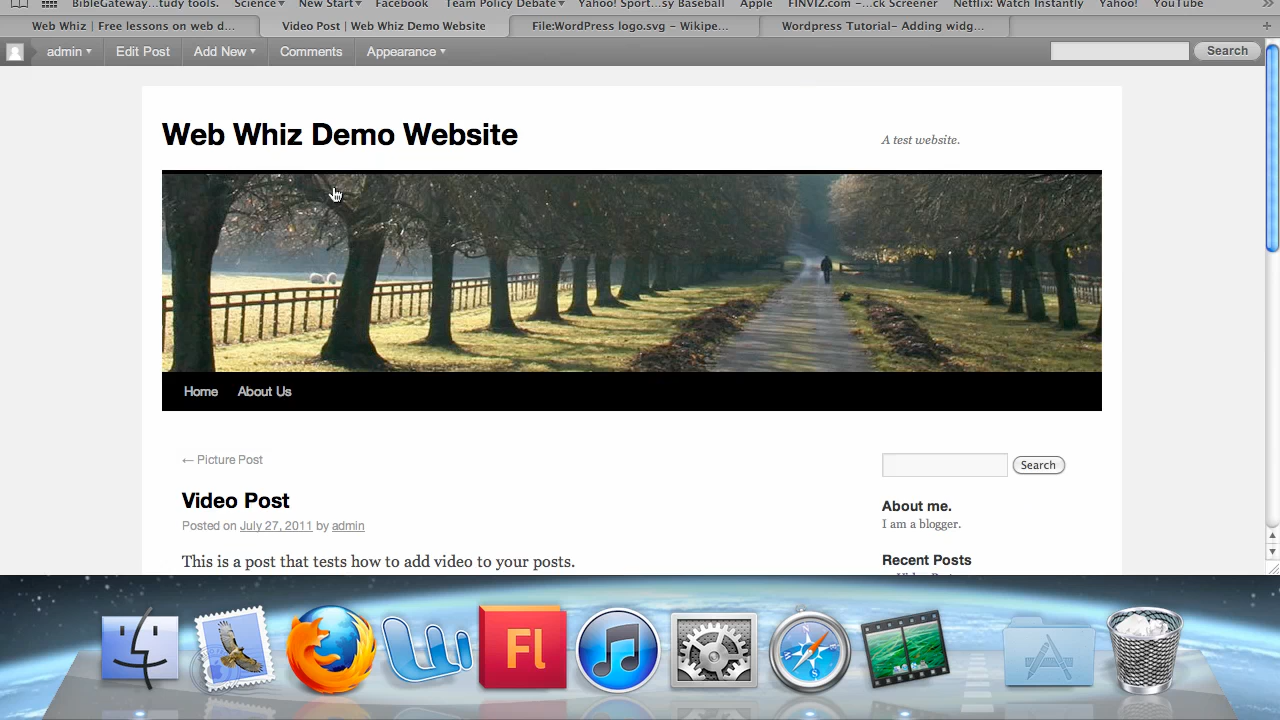 BibleGateway...tudy tools. Science▾ New Start▾ Facebook Team Policy Debate▾ Yahoo! Sport...sy Baseball Apple FINVIZ.com -...ck Screener Netflix: Watch Instantly Yahoo! YouTube
Web Whiz | Free lessons on web d... Video Post | Web Whiz Demo Website File:WordPress logo.svg - Wikipe... Wordpress Tutorial- Adding widg...
admin Edit Post Add New Comments Appearance Search
Web Whiz Demo Website
A test website.
Home About Us
← Picture Post
Search
Video Post
About me.
Posted on July 27, 2011 by admin
I am a blogger.
This is a post that tests how to add video to your posts.
Recent Posts
Fl